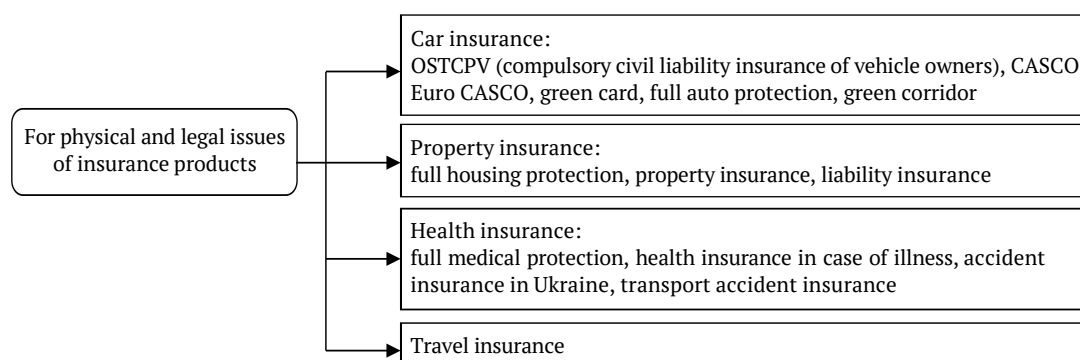 For physical and legal issues
of insurance products
Car insurance:
OSTCPV (compulsory civil liability insurance of vehicle owners), CASCO
Euro CASCO, green card, full auto protection, green corridor
Property insurance:
full housing protection, property insurance, liability insurance
Health insurance:
full medical protection, health insurance in case of illness, accident
insurance in Ukraine, transport accident insurance
Travel insurance